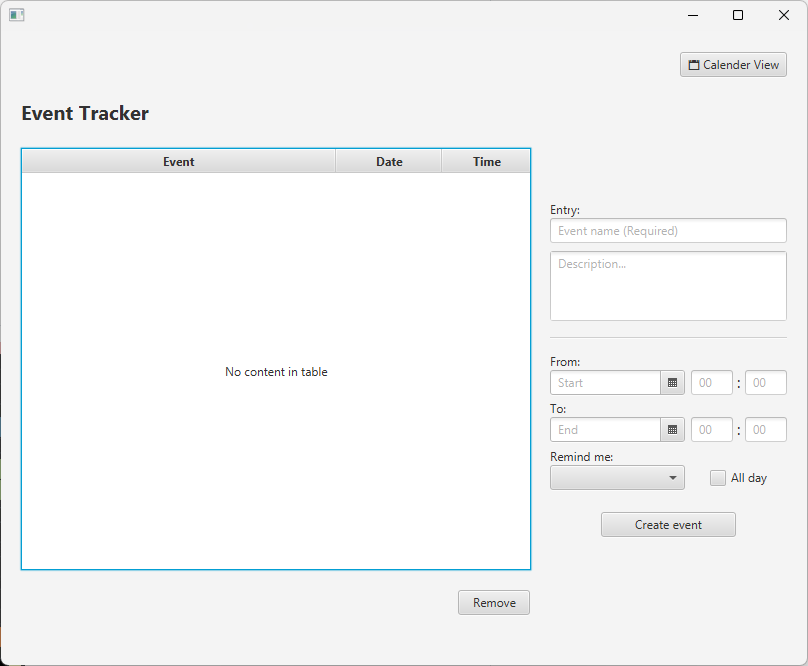 Calender View
Event Tracker
Event Date Time
No content in table
Entry:
Event name (Required)
Description...
From:
Start 00 : 00
To:
End 00 : 00
Remind me:
All day
Create event
Remove